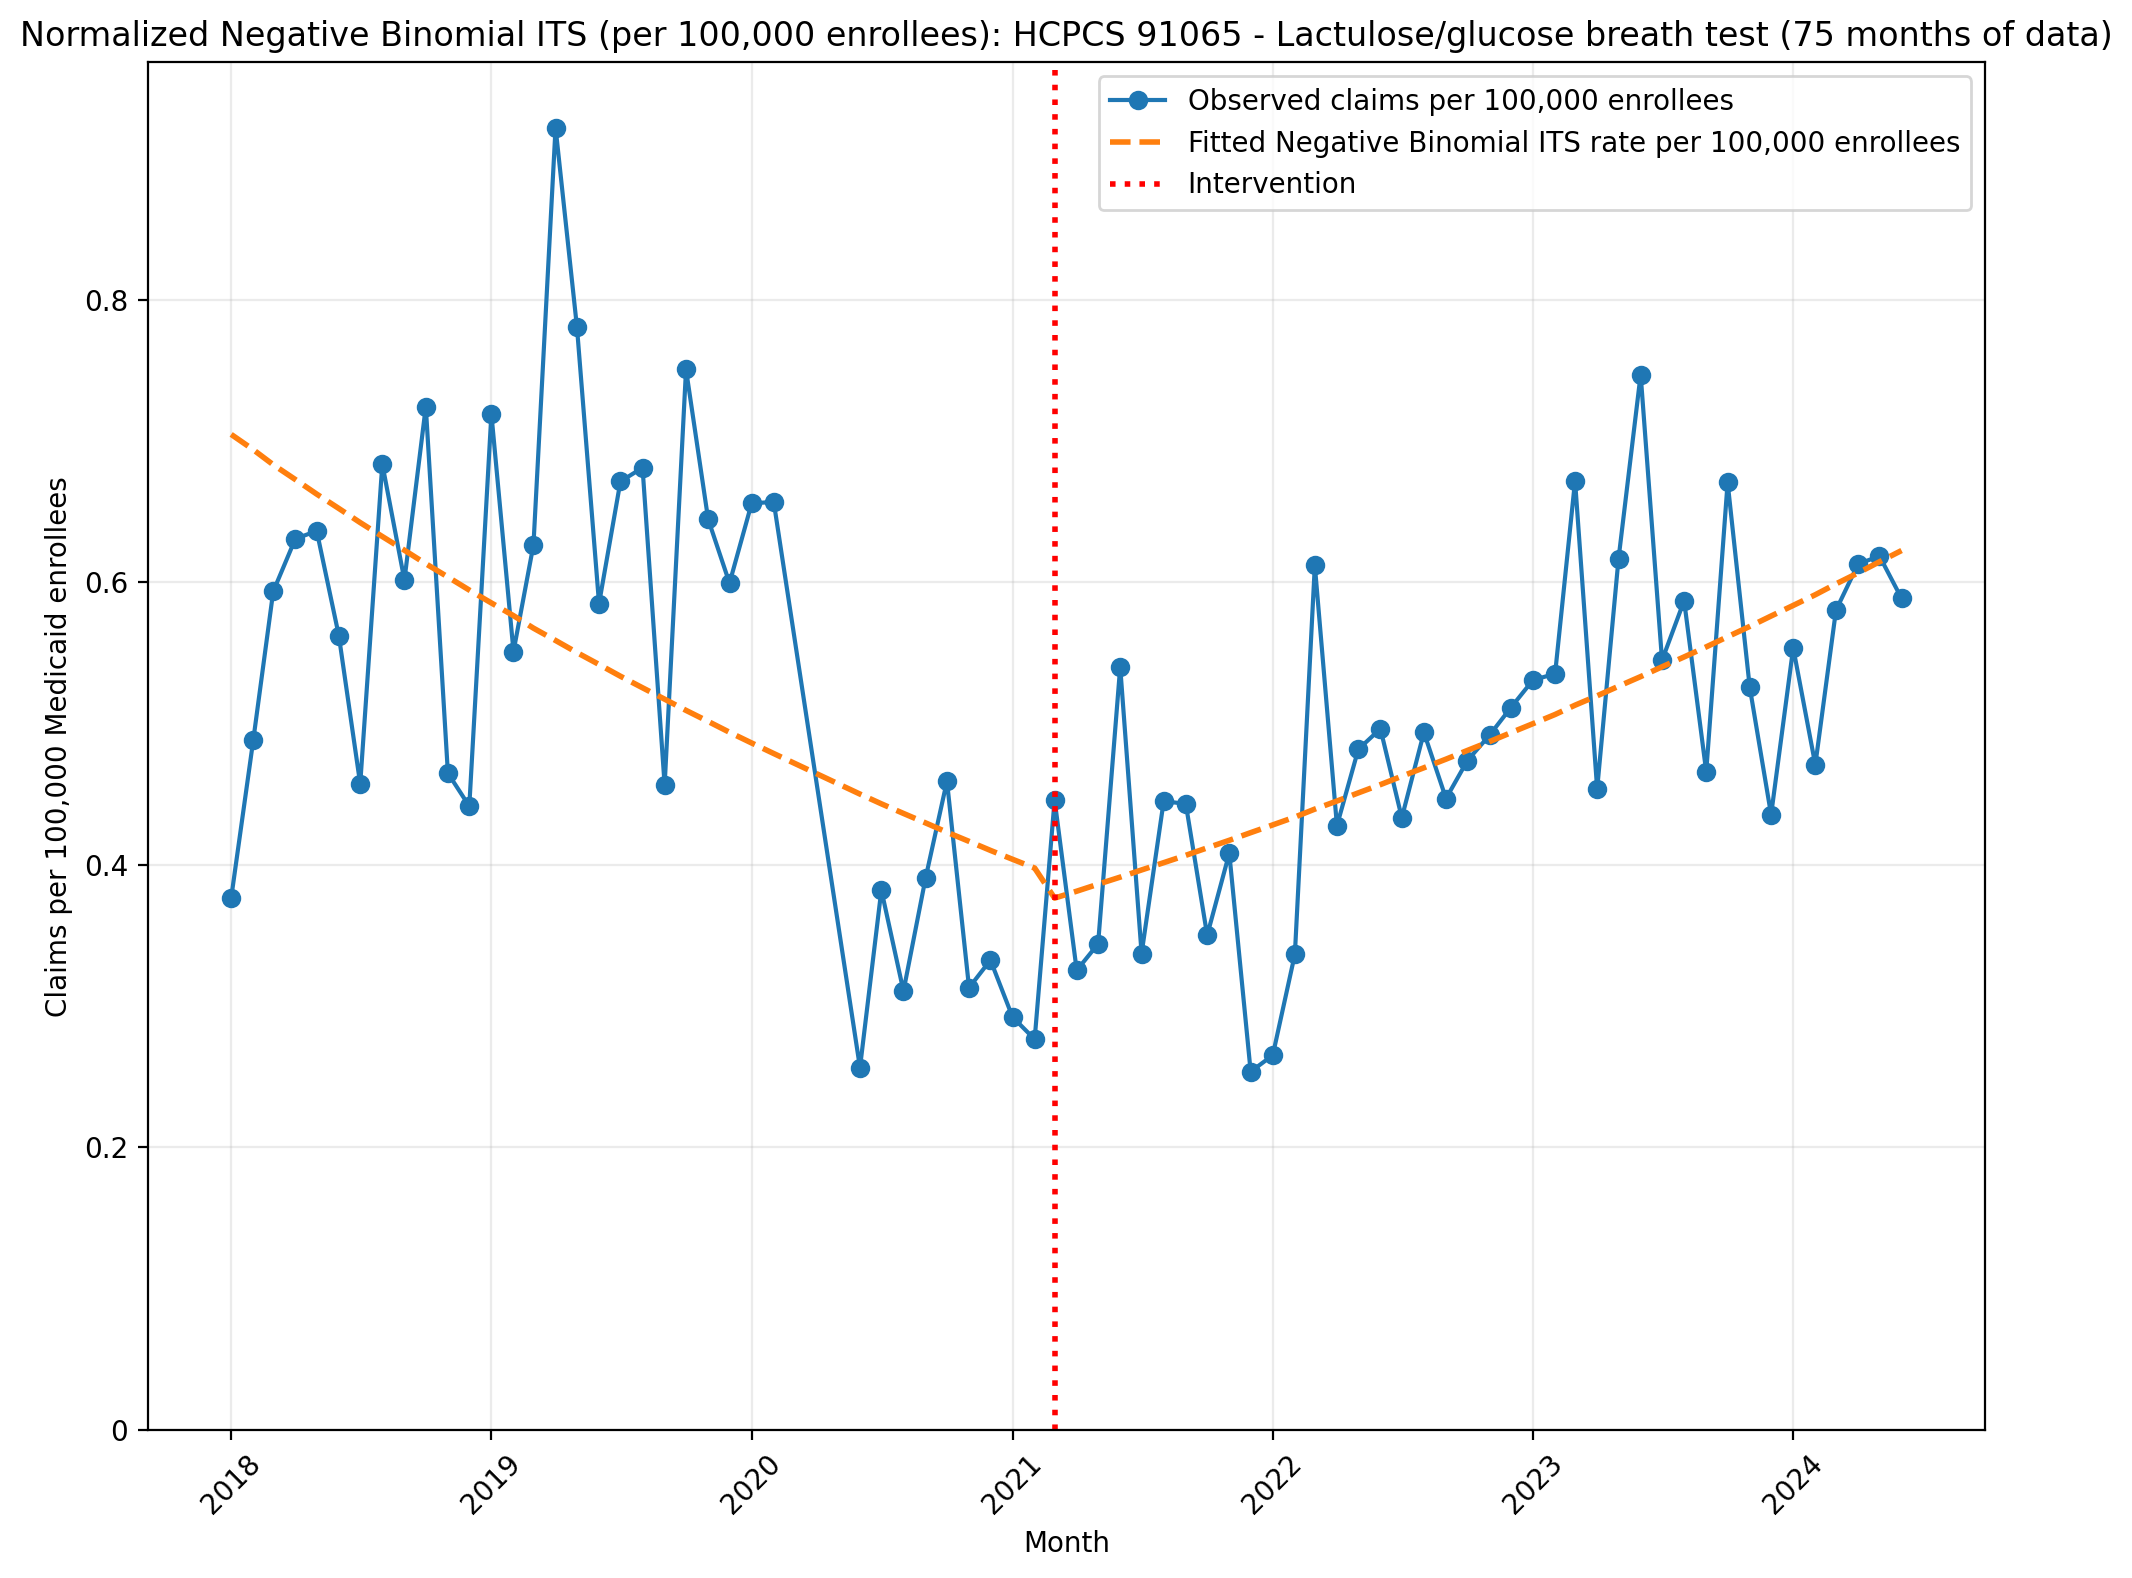 Normalized Negative Binomial ITS (per 100,000 enrollees): HCPCS 91065 - Lactulose/glucose breath test (75 months of data)
Observed claims per 100,000 enrollees
Fitted Negative Binomial ITS rate per 100,000 enrollees
Intervention
Claims per 100,000 Medicaid enrollees
0.8
0.6
0.4
0.2
0
2018
2019
2020
2021
2022
2023
2024
Month